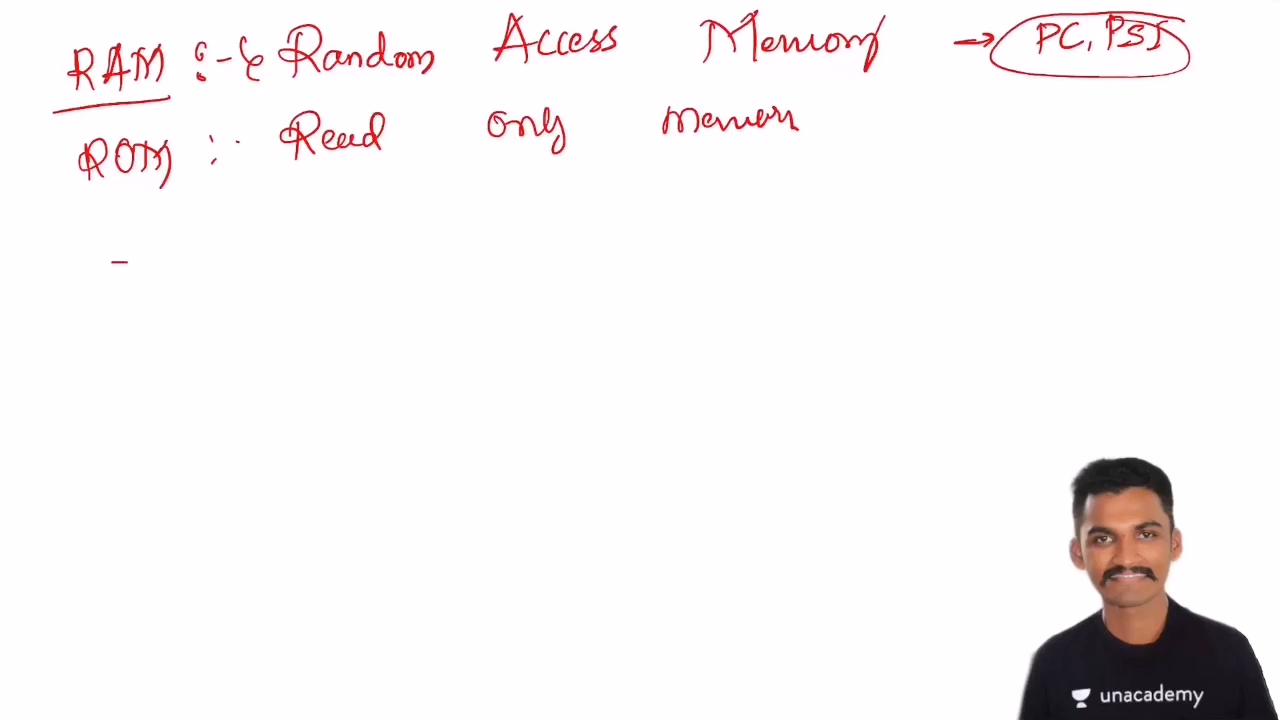 RAM :- Random Access Memory → PC, PSI
ROM :- Read only memory
unacademy